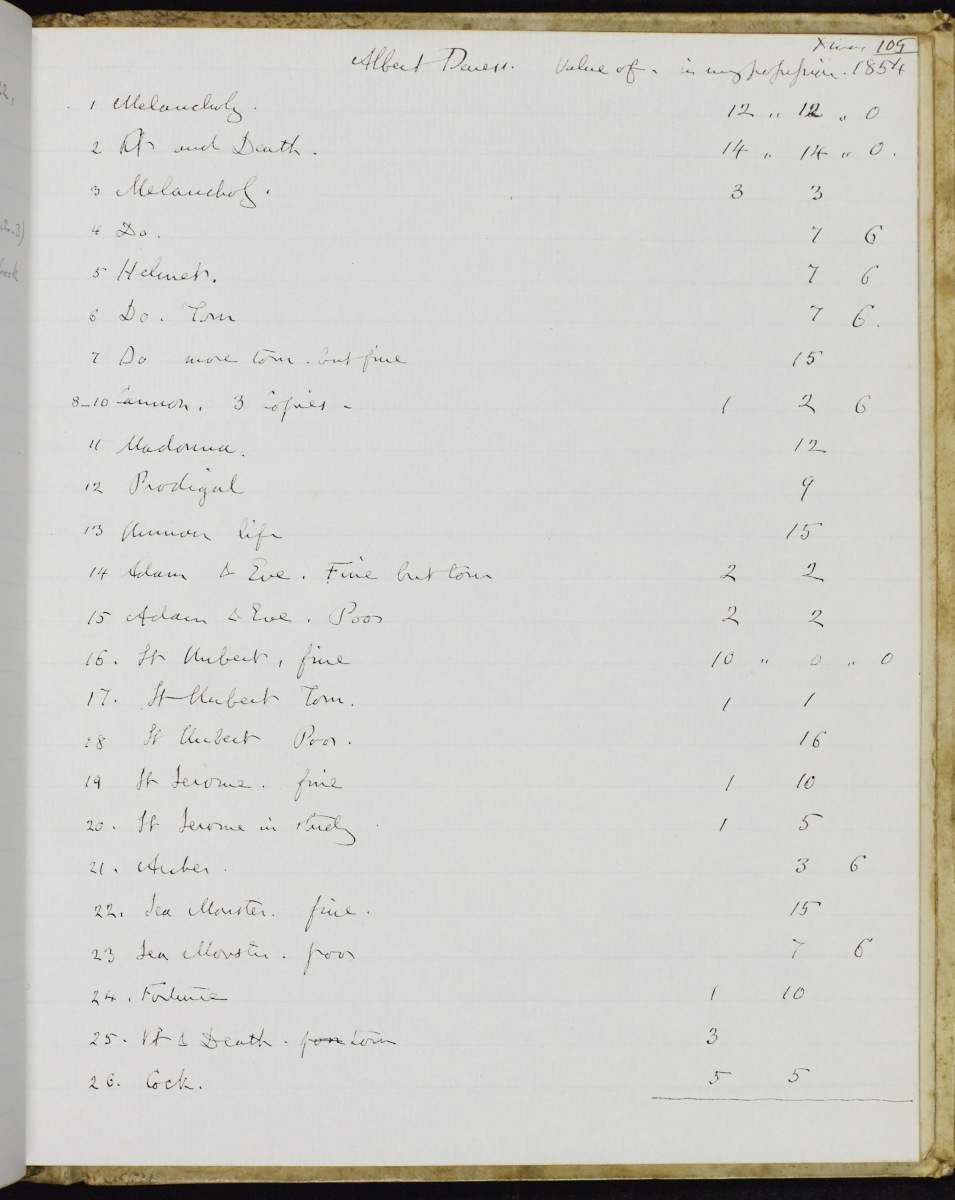 Xmas 109
Albert Durers. Value of. in my possession. 1854
1 Melancholy. 12 " 12 " 0
2 Kt and Death. 14 " 14 " 0.
3 Melancholy. 3 3
4 Do. 7 6
5 Helmet. 7 6
6 Do. Torn 7 6.
7 Do more torn. but fine 15
8-10 Cannon. 3 Copies - 1 2 6
11 Madonna. 12
12 Prodigal 9
13 Human Life 15
14 Adam & Eve. Fine but torn 2 2
15 Adam & Eve. Poor 2 2
16. St Hubert, fine 10 " 0 " 0
17. St Hubert Torn. 1 1
18 St Hubert Poor. 16
19 St Jerome. fine 1 10
20. St Jerome in study 1 5
21. 3 6
22. Sea Monster. fine. 15
23 Sea Monster. poor 7 6
24. Fortune 1 10
25. Kt & Death. poor torn 3
26. Cock. 5 5
22,
2.3)
book